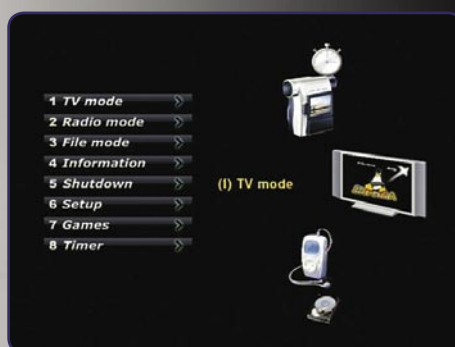 1 TV mode
2 Radio mode
3 File mode
4 Information
5 Shutdown
6 Setup
7 Games
8 Timer
(I) TV mode